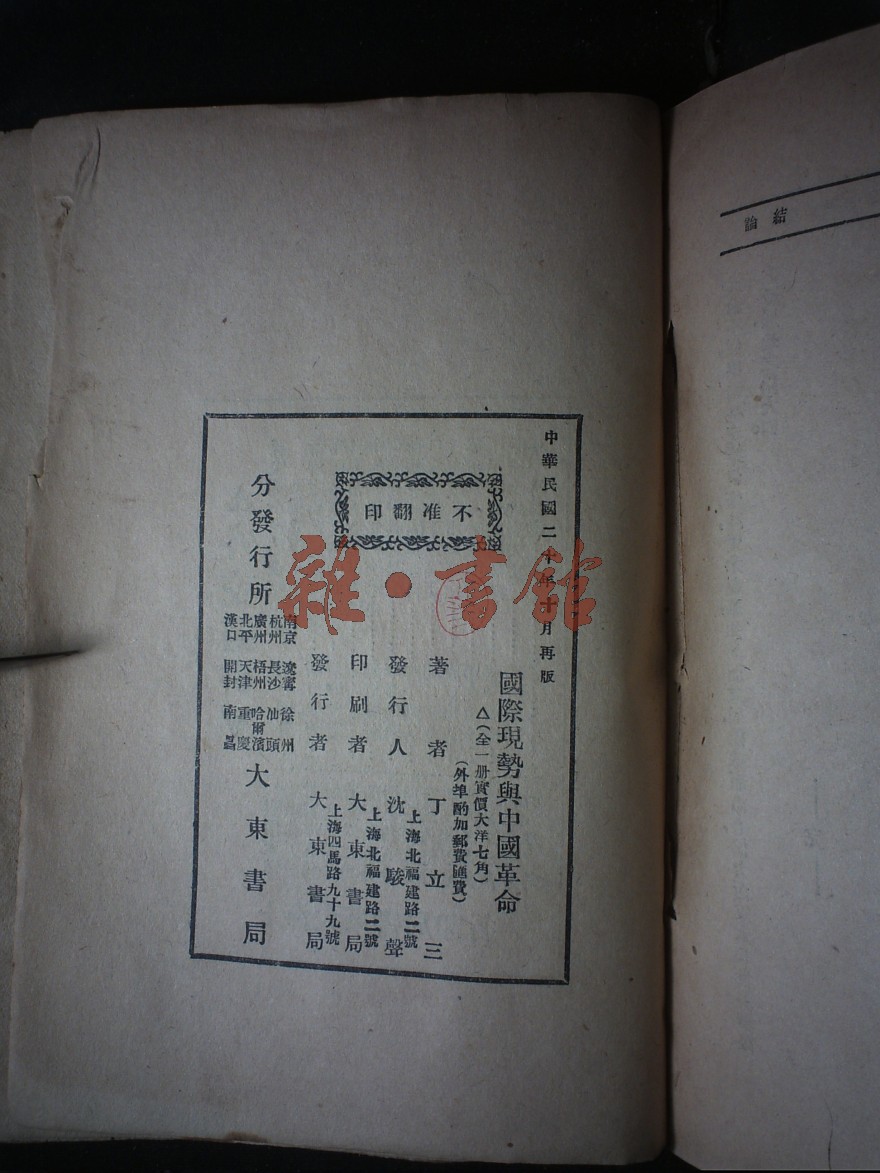 結論
中華民國二十年十月再版
國際現勢與中國革命
△(全一册實價大洋七角)
(外埠酌加郵費匯費)
不准翻印
著者 丁立三
發行人 沈駿聲
上海北福建路二號
印刷者 大東書局
上海北福建路二號
發行者 大東書局
上海四馬路九十九號
分發行所 大東書局
南京 遼寧 徐州
杭州 長沙 汕頭
廣州 梧州 哈爾濱
北平 天津 重慶
漢口 開封 南昌
雜·書館